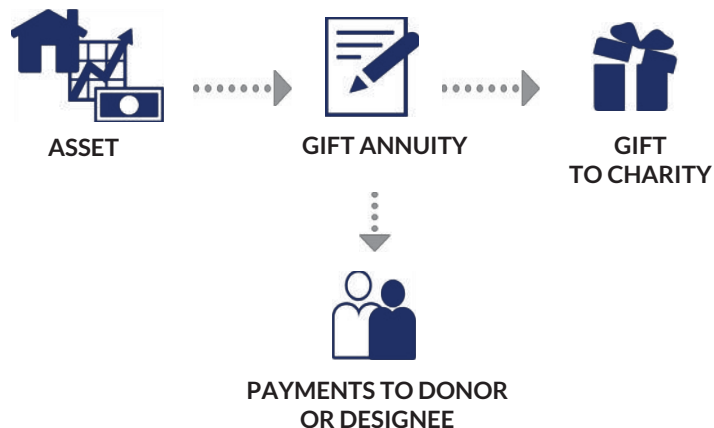 ASSET
GIFT ANNUITY
GIFT
TO CHARITY
PAYMENTS TO DONOR
OR DESIGNEE